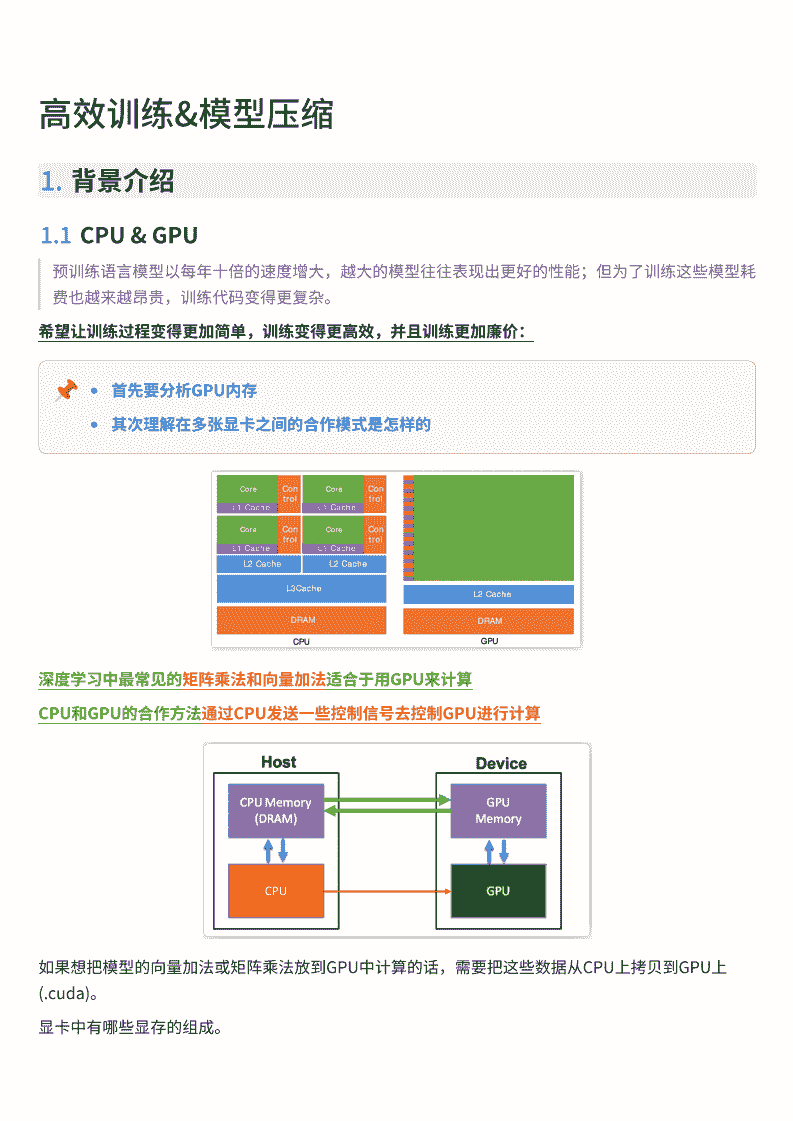 高效训练&模型压缩
1. 背景介绍
1.1 CPU & GPU
预训练语言模型以每年十倍的速度增大，越大的模型往往表现出更好的性能；但为了训练这些模型耗
费也越来越昂贵，训练代码变得更复杂。
希望让训练过程变得更加简单，训练变得更高效，并且训练更加廉价：
首先要分析GPU内存
其次理解在多张显卡之间的合作模式是怎样的
Core
Con
trol
Core
Con
trol
L1 Cache
L1 Cache
Core
Con
trol
Core
Con
trol
L1 Cache
L1 Cache
L2 Cache
L2 Cache
L3Cache
DRAM
CPU
L2 Cache
DRAM
GPU
深度学习中最常见的矩阵乘法和向量加法适合于用GPU来计算
CPU和GPU的合作方法通过CPU发送一些控制信号去控制GPU进行计算
Host
Device
CPU Memory
(DRAM)
GPU
Memory
CPU
GPU
如果想把模型的向量加法或矩阵乘法放到GPU中计算的话，需要把这些数据从CPU上拷贝到GPU上
(.cuda)。
显卡中有哪些显存的组成。